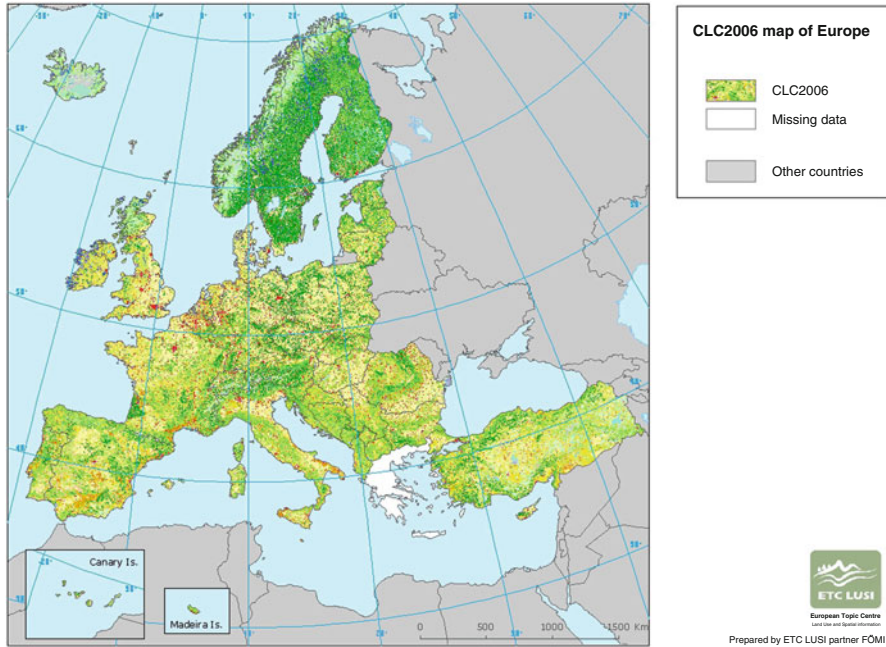 CLC2006 map of Europe
CLC2006
Missing data
Other countries
Canary Is.
Madeira Is.
0 500 1000 1500 Km
ETC LUSI
European Topic Centre
Land Use and Spatial information
Prepared by ETC LUSI partner FÖMI